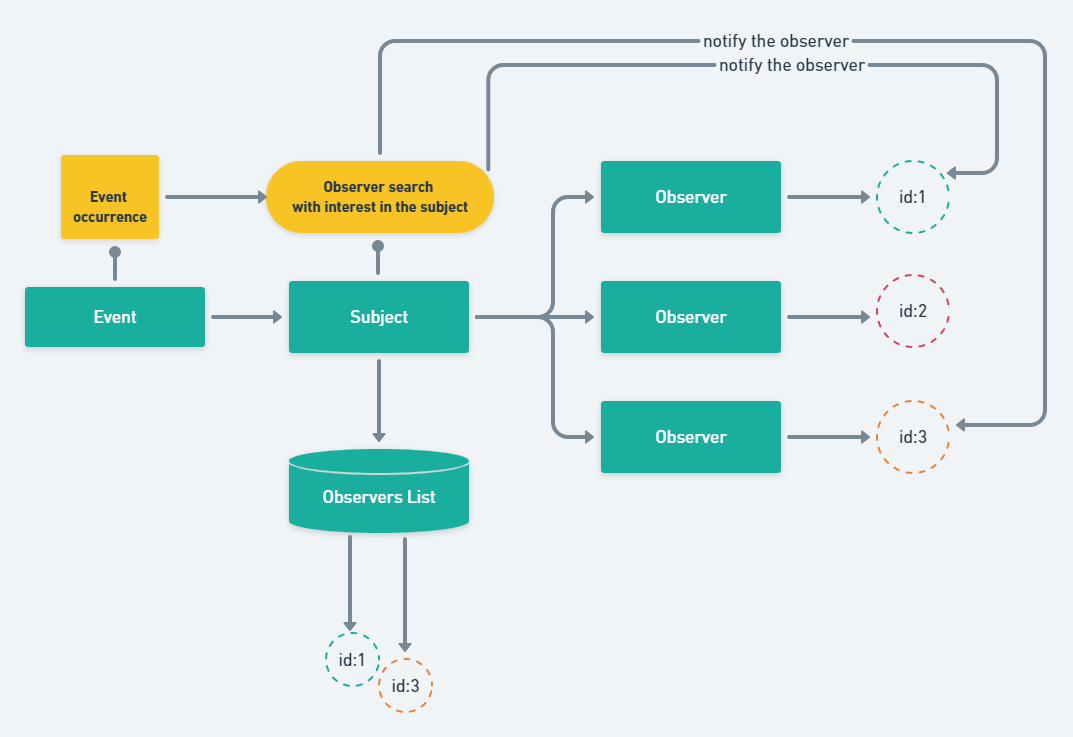 notify the observer
notify the observer
Event
occurrence
Observer search
with interest in the subject
Observer
id:1
Event
Subject
Observer
id:2
Observer
id:3
Observers List
id:1
id:3